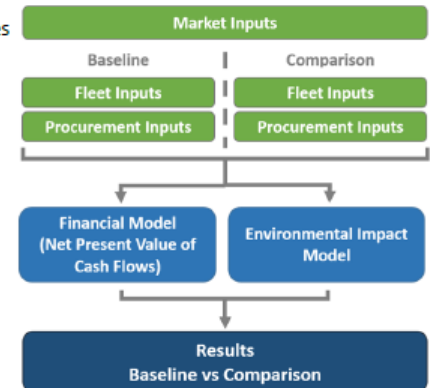 es
Market Inputs
Baseline Comparison
Fleet Inputs Fleet Inputs
Procurement Inputs Procurement Inputs
Financial Model
(Net Present Value of
Cash Flows)
Environmental Impact
Model
Results
Baseline vs Comparison